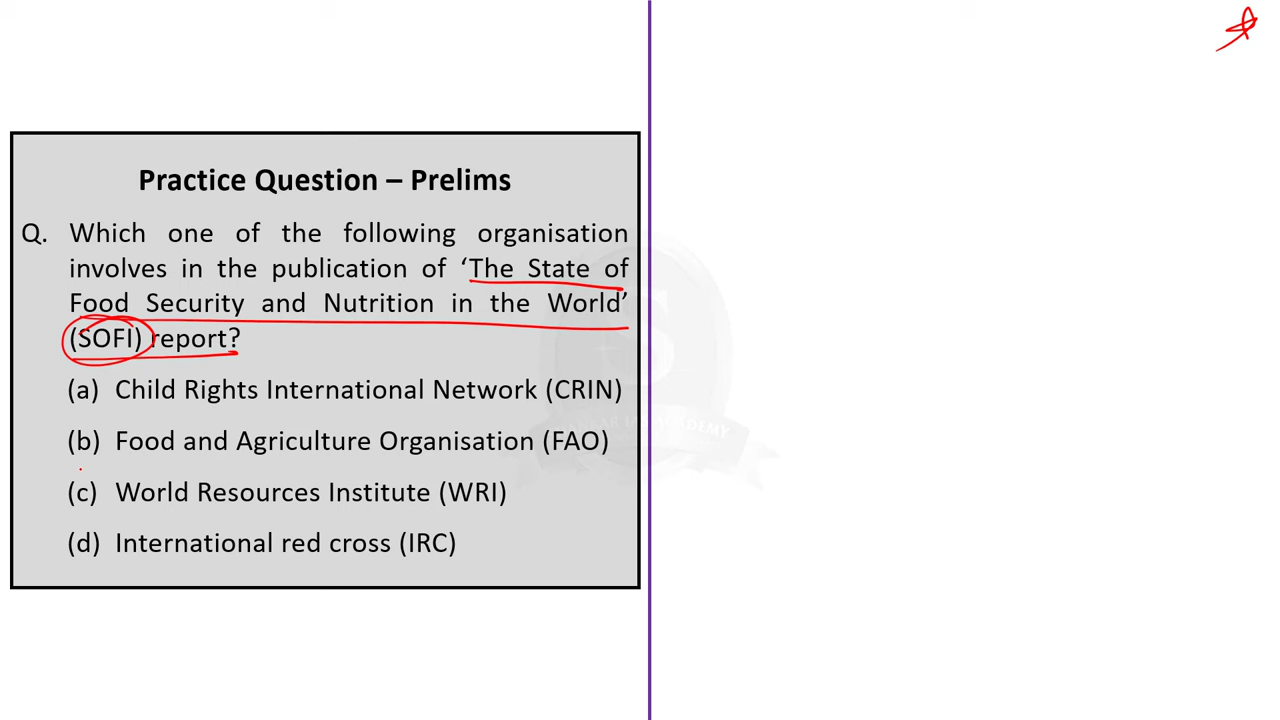 Practice Question – Prelims
Q. Which one of the following organisation
involves in the publication of ‘The State of
Food Security and Nutrition in the World’
(SOFI) report?
(a) Child Rights International Network (CRIN)
(b) Food and Agriculture Organisation (FAO)
(c) World Resources Institute (WRI)
(d) International red cross (IRC)